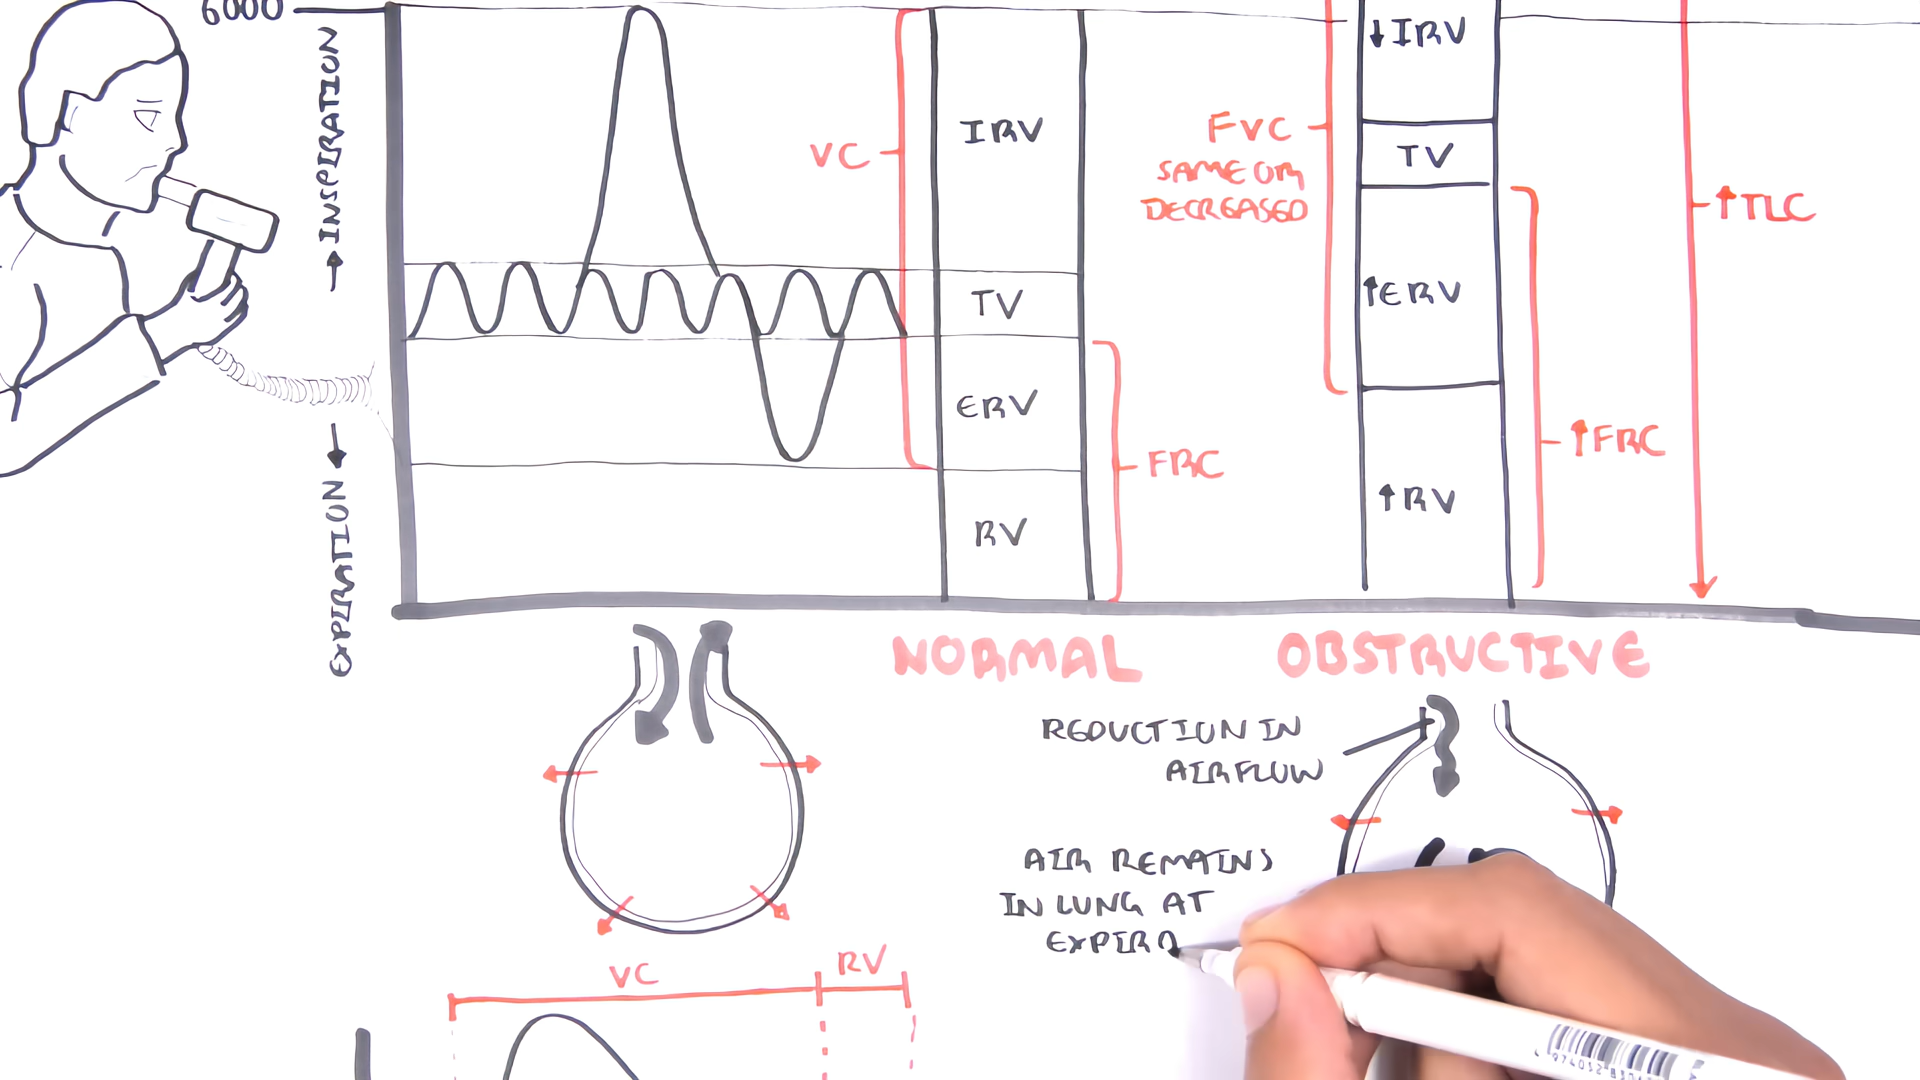 6000
→INSPIRATION
EXPIRATION ←
VC
IRV
TV
ERV
RV
FRC
FVC
SAME OR
DECREASED
↓IRV
TV
↑ERV
↑RV
↑FRC
↑TLC
NORMAL
OBSTRUCTIVE
REDUCTION IN
AIRFLOW
AIR REMAINS
IN LUNG AT
EXPIRA
VC
RV